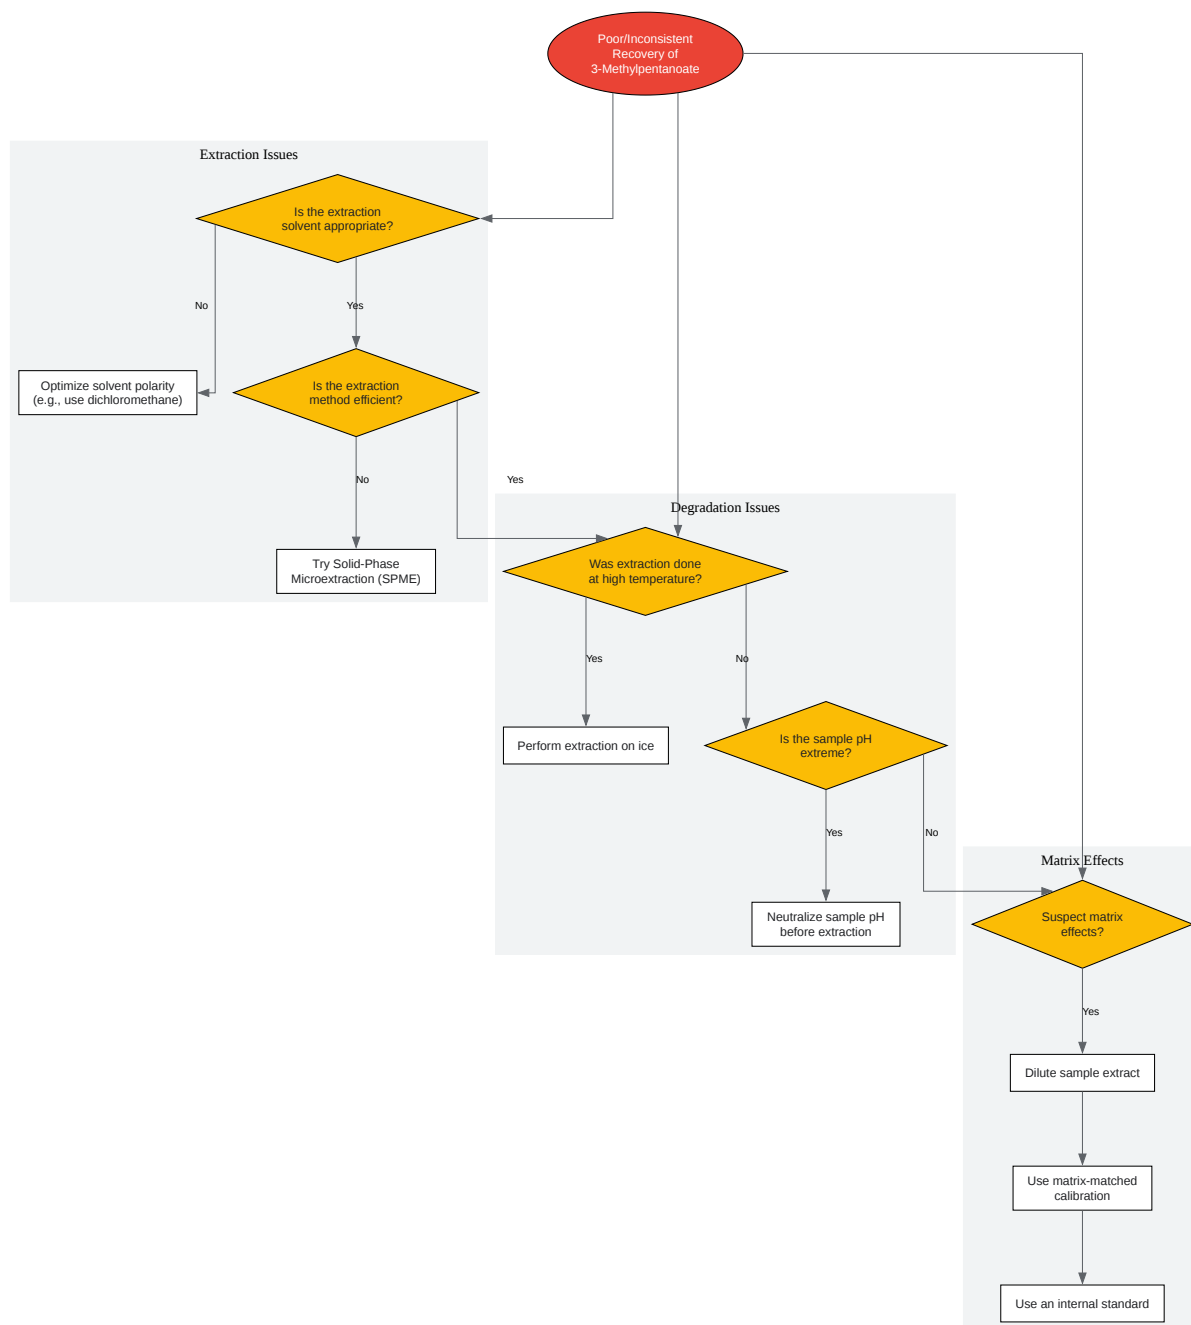 Poor/Inconsistent
Recovery of
3-Methylpentanoate
Extraction Issues
Is the extraction
solvent appropriate?
No
Yes
Optimize solvent polarity
(e.g., use dichloromethane)
Is the extraction
method efficient?
No
Yes
Try Solid-Phase
Microextraction (SPME)
Degradation Issues
Was extraction done
at high temperature?
Yes
No
Perform extraction on ice
Is the sample pH
extreme?
Yes
No
Neutralize sample pH
before extraction
Matrix Effects
Suspect matrix
effects?
Yes
Dilute sample extract
Use matrix-matched
calibration
Use an internal standard